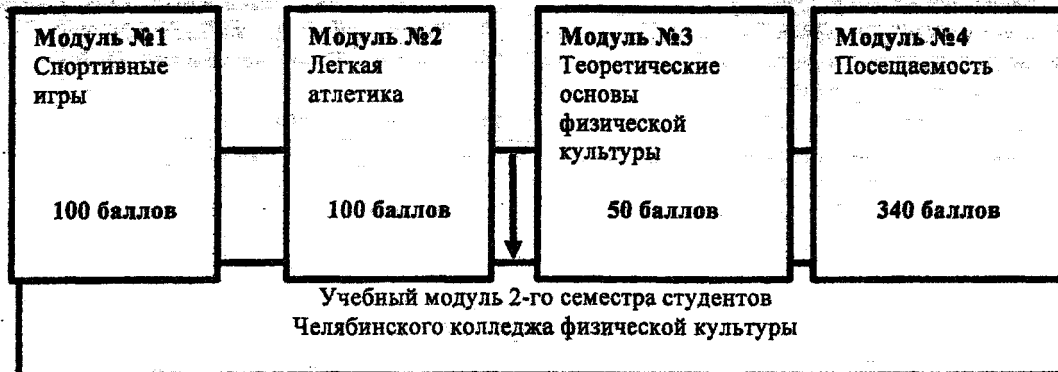 Модуль №1
Спортивные
игры
100 баллов
Модуль №2
Легкая
атлетика
100 баллов
Модуль №3
Теоретические
основы
физической
культуры
50 баллов
Модуль №4
Посещаемость
340 баллов
Учебный модуль 2-го семестра студентов
Челябинского колледжа физической культуры